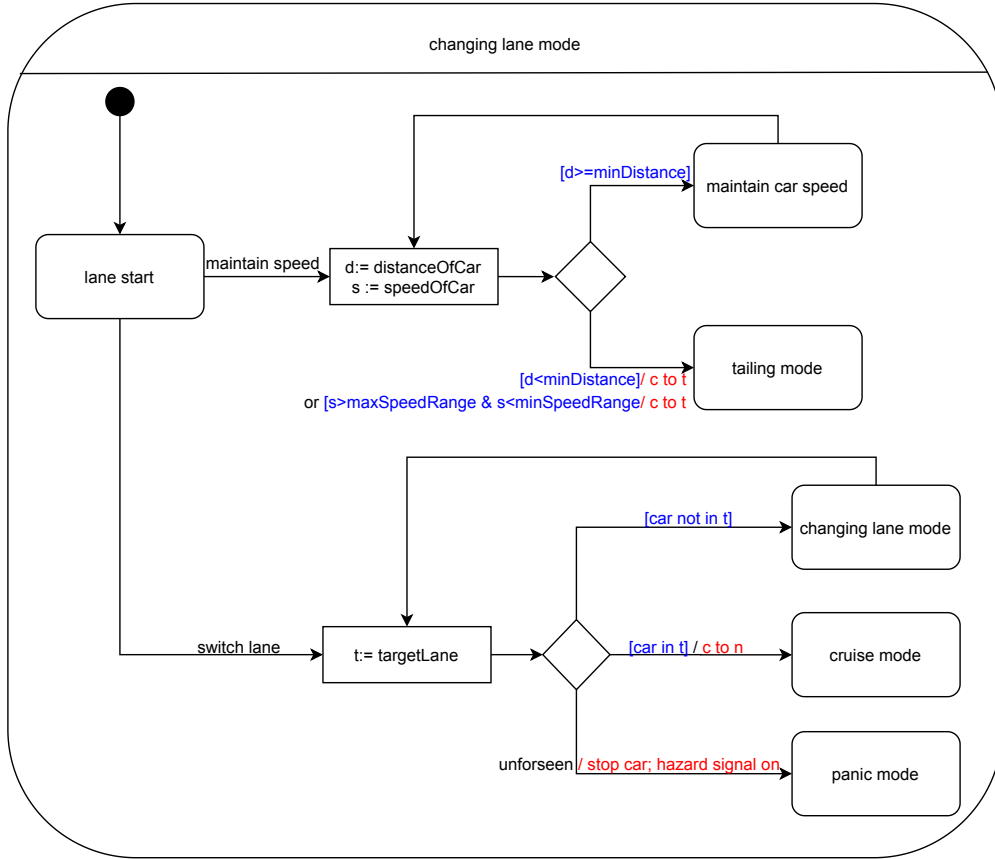 changing lane mode
[d>=minDistance]
maintain car speed
lane start
maintain speed
d:= distanceOfCar
s := speedOfCar
tailing mode
[d<minDistance]/ c to t
or [s>maxSpeedRange & s<minSpeedRange/ c to t
[car not in t]
changing lane mode
switch lane
t:= targetLane
[car in t] / c to n
cruise mode
unforseen / stop car; hazard signal on
panic mode